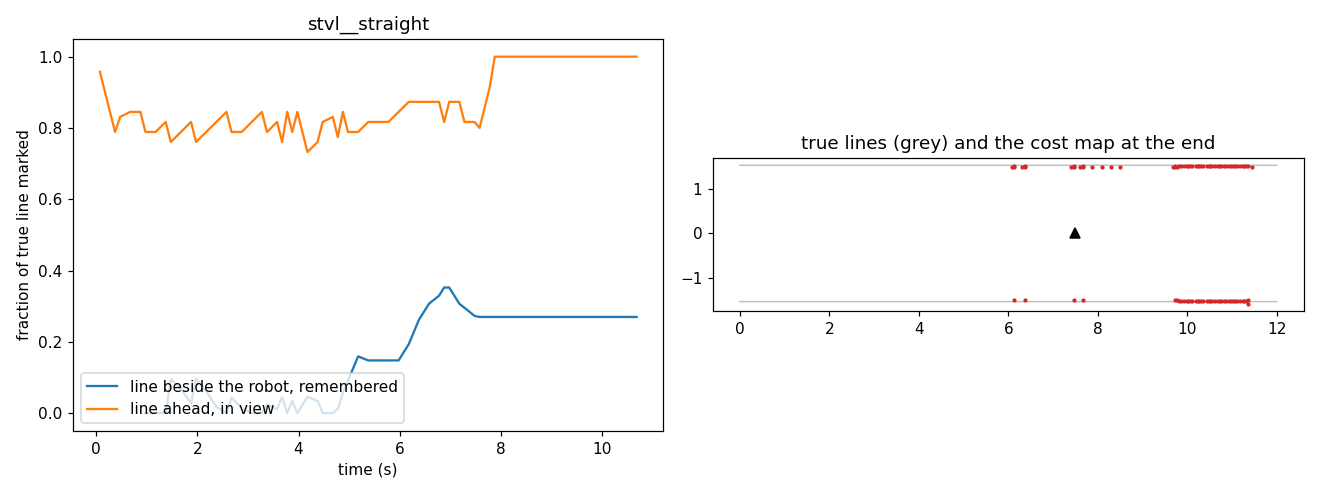 stvl__straight
fraction of true line marked
1.0
0.8
0.6
0.4
0.2
0.0
line beside the robot, remembered
line ahead, in view
0 2 4 6 8 10
time (s)
true lines (grey) and the cost map at the end
1
0
−1
0 2 4 6 8 10 12